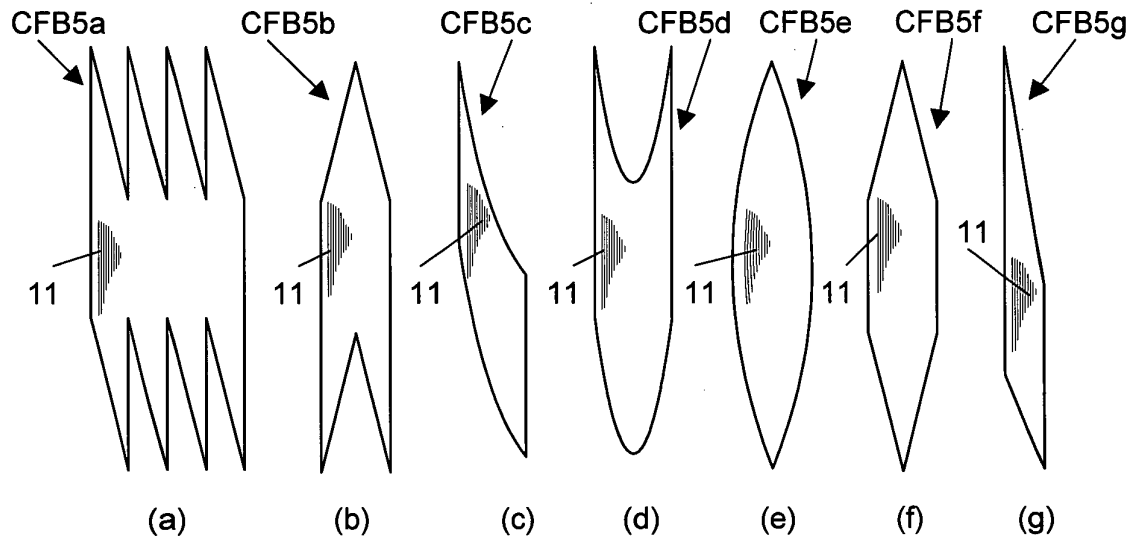 CFB5a CFB5b CFB5c CFB5d CFB5e CFB5f CFB5g
11 11 11 11 11 11 11
(a) (b) (c) (d) (e) (f) (g)